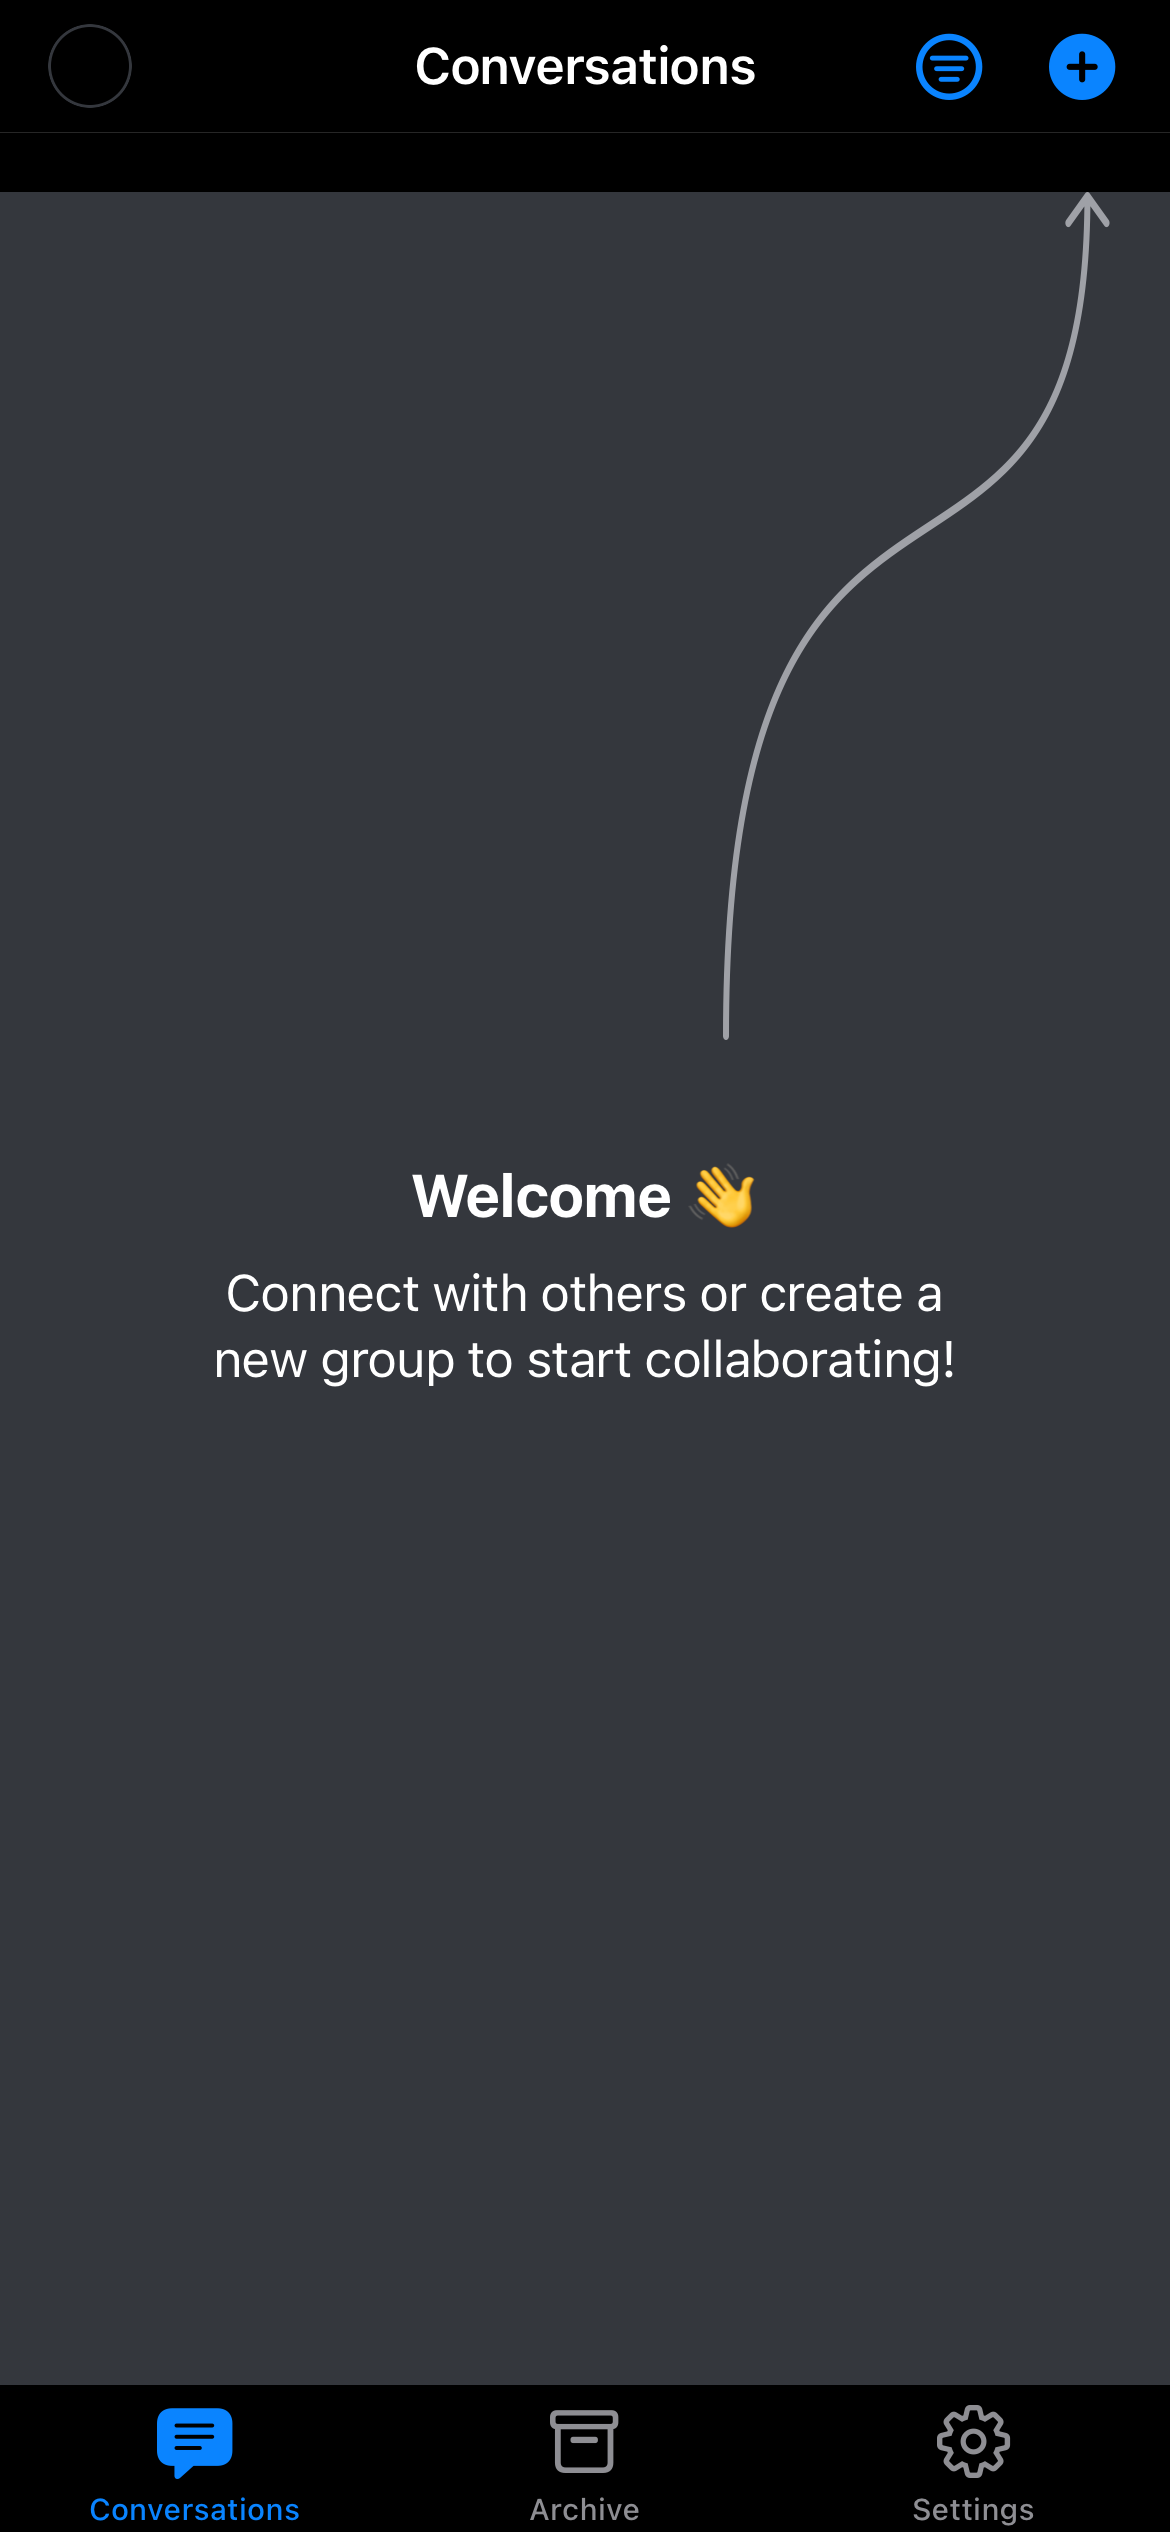 Conversations
Welcome 👋
Connect with others or create a
new group to start collaborating!
Conversations
Archive
Settings